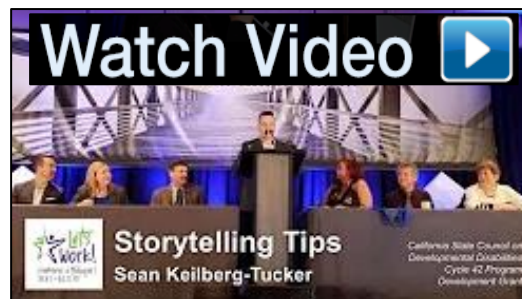 Watch Video
Let's
Work!
Storytelling Tips
Sean Keilberg-Tucker
California State Council on
Developmental Disabilities
Cycle 42 Program
Development Grant